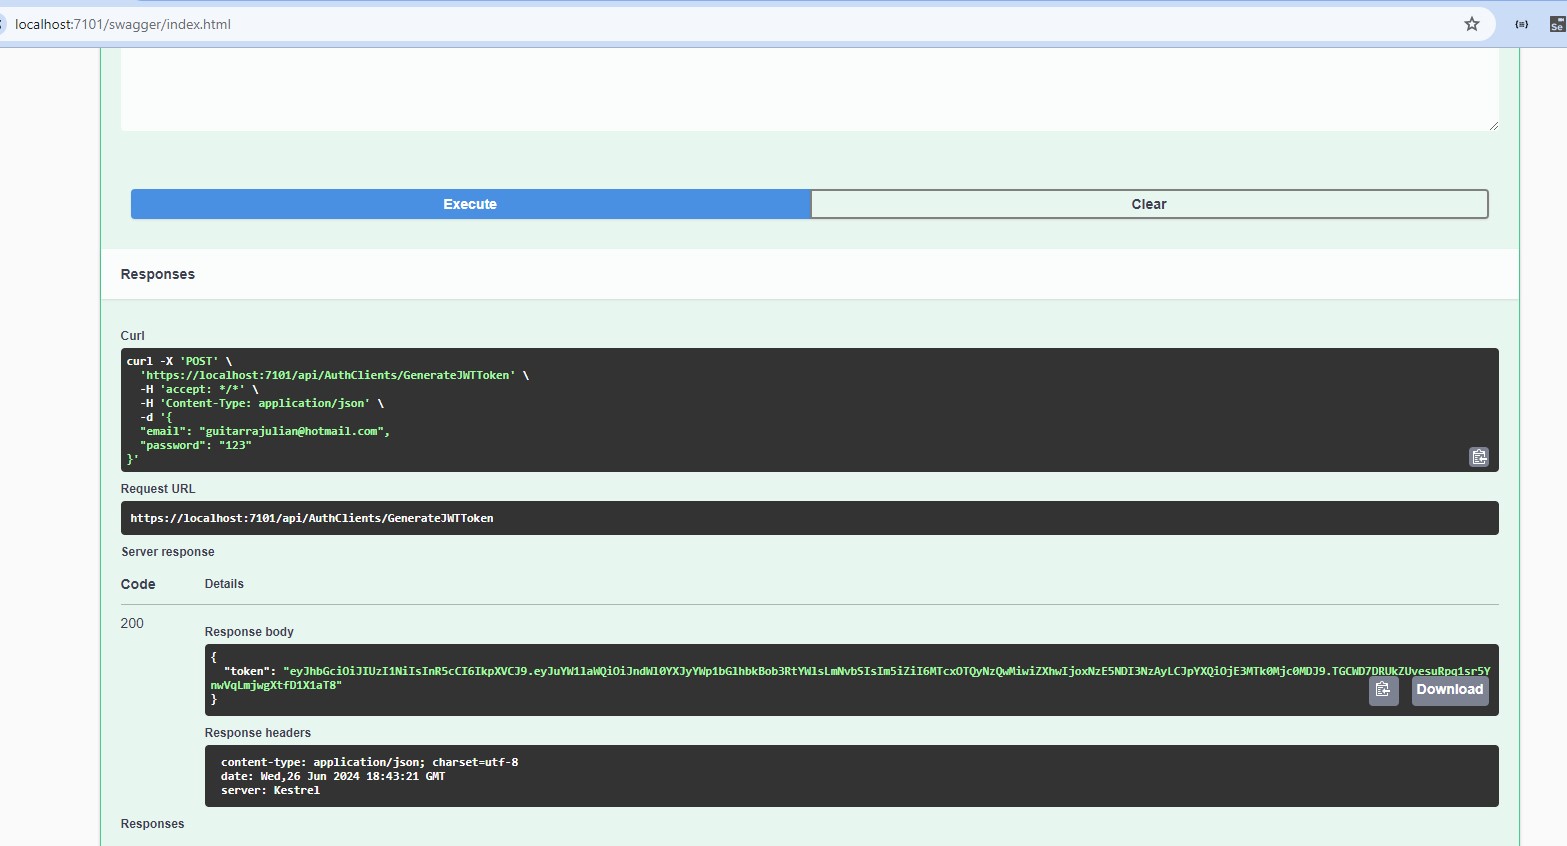 localhost:7101/swagger/index.html
Execute
Clear
Responses
Curl
curl -X 'POST' \
'https://localhost:7101/api/AuthClients/GenerateJWTToken' \
-H 'accept: */*' \
-H 'Content-Type: application/json' \
-d '{
"email": "guitarrajulian@hotmail.com",
"password": "123"
}'
Request URL
https://localhost:7101/api/AuthClients/GenerateJWTToken
Server response
Code Details
200
Response body
{
"token": "eyJhbGciOiJIUzI1NiIsInR5cCI6IkpXVCJ9.eyJuYW1laWQiOiJndWl0YXJyYWp1bGlhbkBob3RtYWlsLmNvbSIsIm5iZiI6MTcxOTQyNzQwMiwiZXhwIjoxNzE5NDI3NzAyLCJpYXQiOjE3MTk0Mjc0MDJ9.TGCWD7DRUkZUvesuRpq1sr5Y
nwVqLmjwgXtfD1X1aT8"
}
Download
Response headers
content-type: application/json; charset=utf-8
date: Wed,26 Jun 2024 18:43:21 GMT
server: Kestrel
Responses